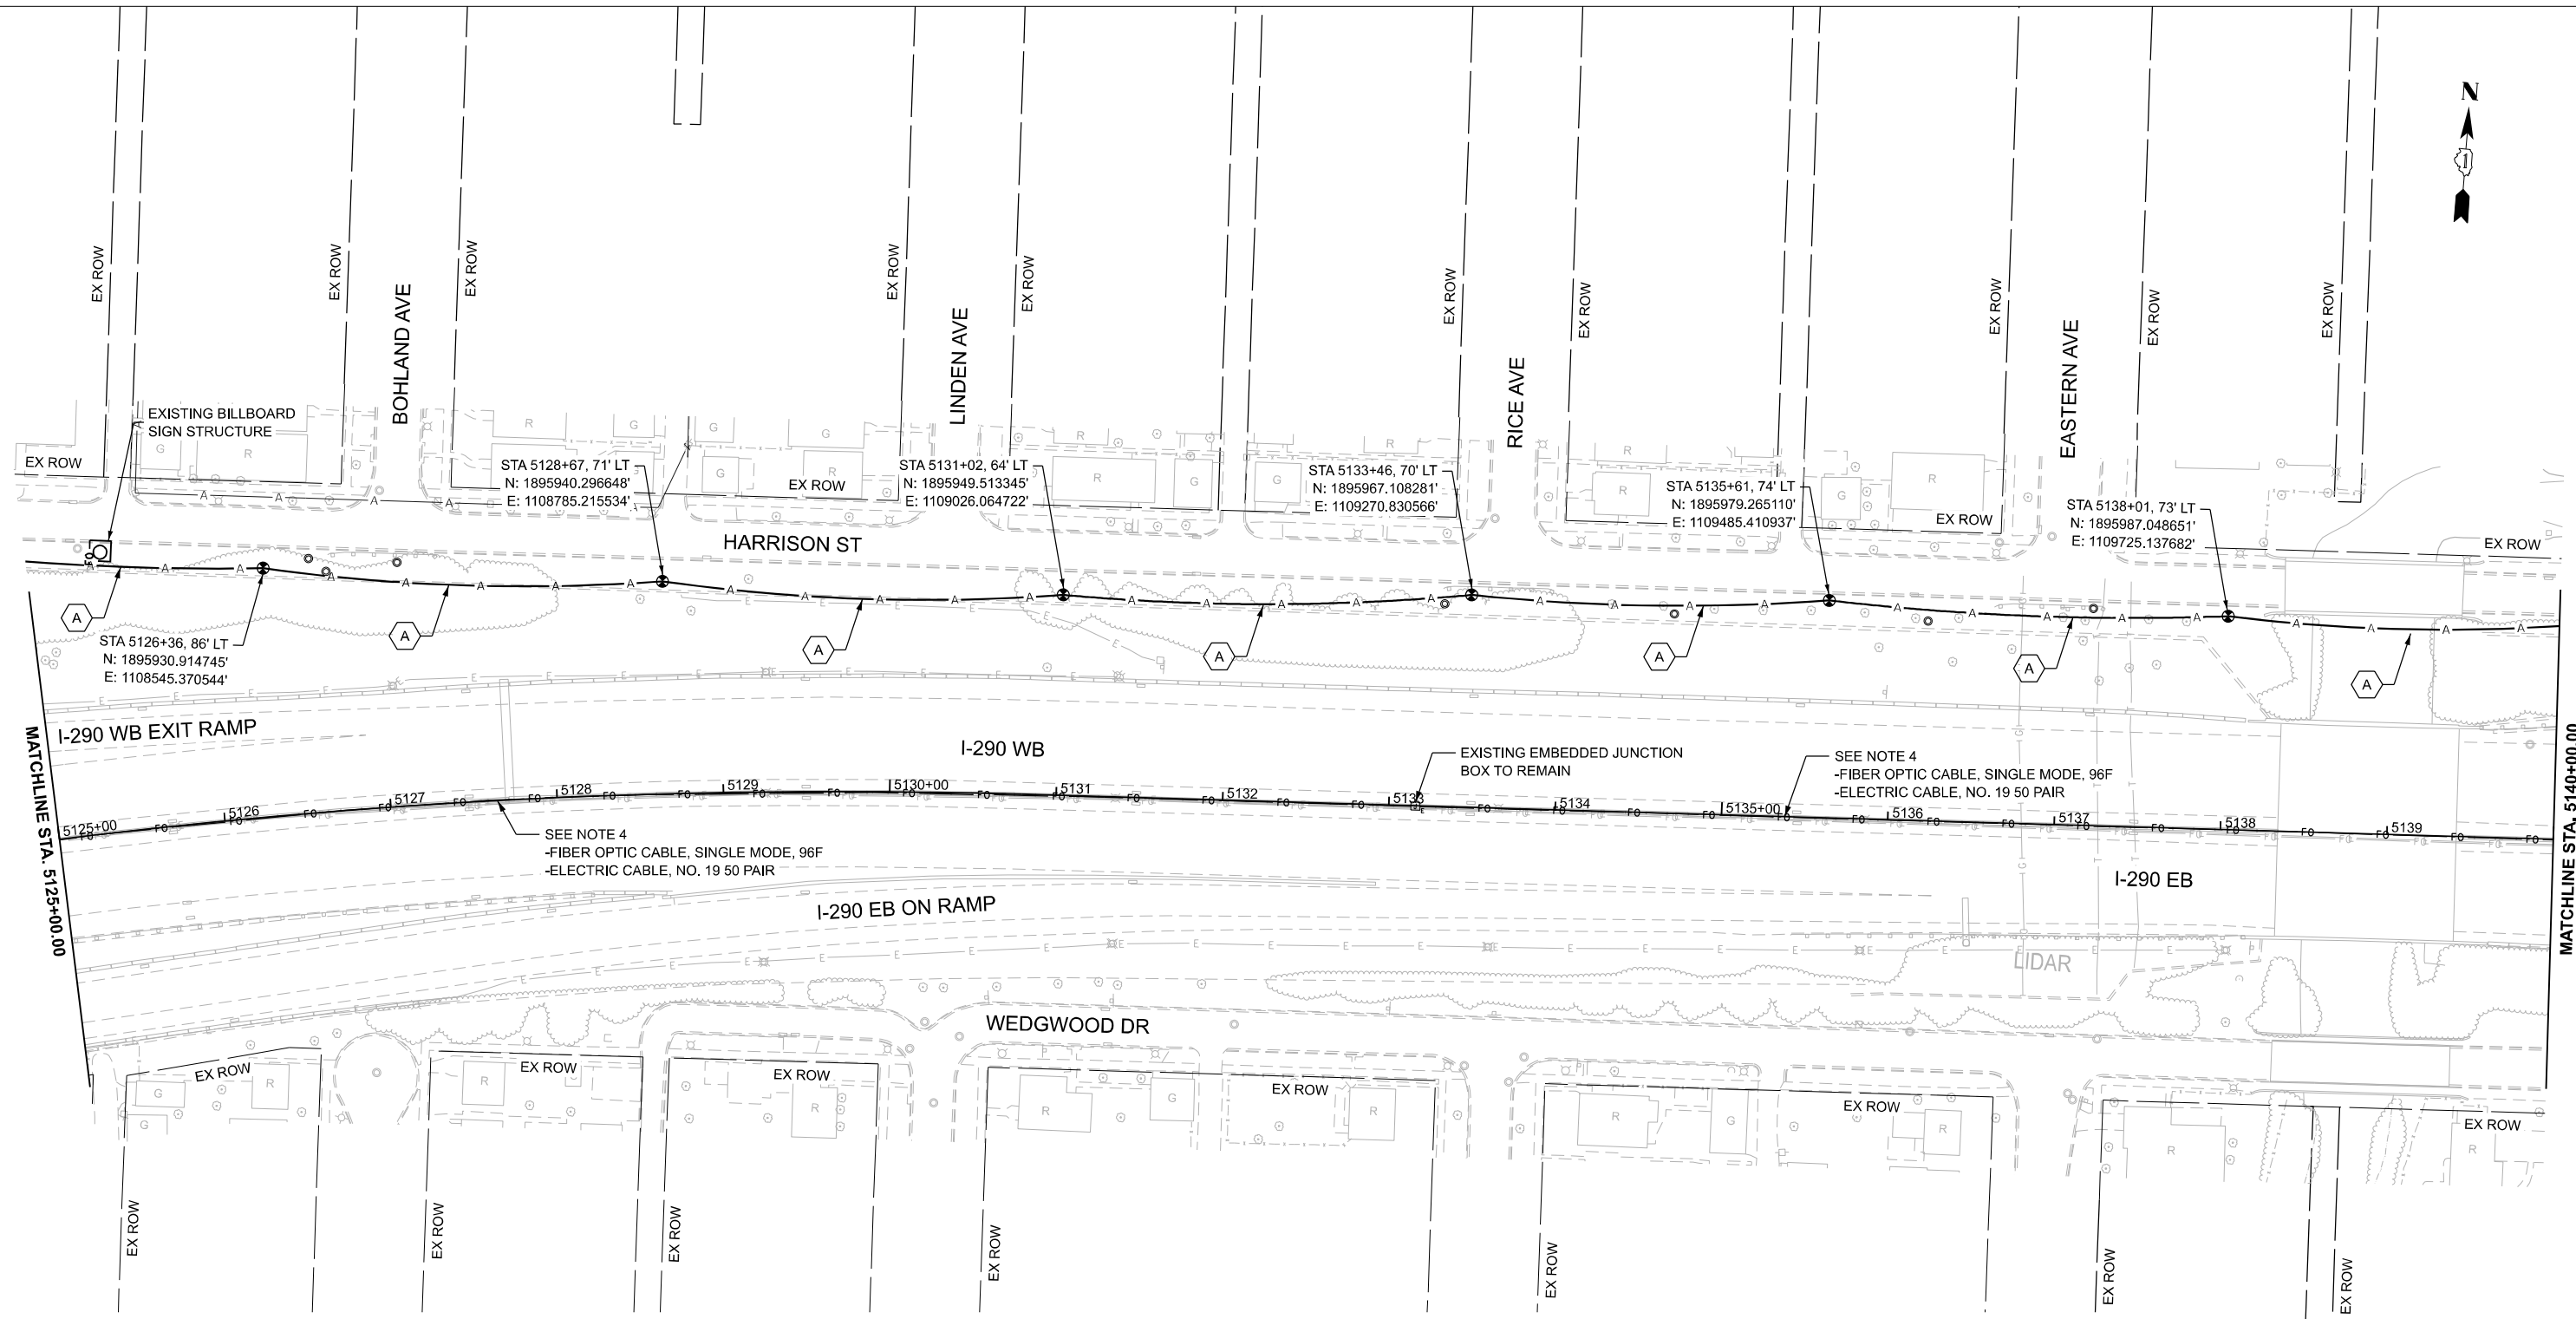 N
EX ROW
EX ROW
BOHLAND AVE
EX ROW
EX ROW
LINDEN AVE
EX ROW
EX ROW
RICE AVE
EX ROW
EX ROW
EASTERN AVE
EX ROW
EX ROW
EXISTING BILLBOARD
SIGN STRUCTURE
EX ROW
STA 5128+67, 71' LT
N: 1895940.296648'
E: 1108785.215534'
EX ROW
STA 5131+02, 64' LT
N: 1895949.513345'
E: 1109026.064722'
STA 5133+46, 70' LT
N: 1895967.108281'
E: 1109270.830566'
STA 5135+61, 74' LT
N: 1895979.265110'
E: 1109485.410937'
EX ROW
STA 5138+01, 73' LT
N: 1895987.048651'
E: 1109725.137682'
EX ROW
HARRISON ST
A
A
A
A
A
A
A
STA 5126+36, 86' LT
N: 1895930.914745'
E: 1108545.370544'
I-290 WB EXIT RAMP
I-290 WB
EXISTING EMBEDDED JUNCTION
BOX TO REMAIN
SEE NOTE 4
-FIBER OPTIC CABLE, SINGLE MODE, 96F
-ELECTRIC CABLE, NO. 19 50 PAIR
5125+00
5126
5127
5128
5129
5130+00
5131
5132
5133
5134
5135+00
5136
5137
5138
5139
SEE NOTE 4
-FIBER OPTIC CABLE, SINGLE MODE, 96F
-ELECTRIC CABLE, NO. 19 50 PAIR
MATCHLINE STA. 5125+00.00
MATCHLINE STA. 5140+00.00
I-290 EB
I-290 EB ON RAMP
LIDAR
WEDGWOOD DR
EX ROW
EX ROW
EX ROW
EX ROW
EX ROW
EX ROW
EX ROW
EX ROW
EX ROW
EX ROW
EX ROW
EX ROW
EX ROW